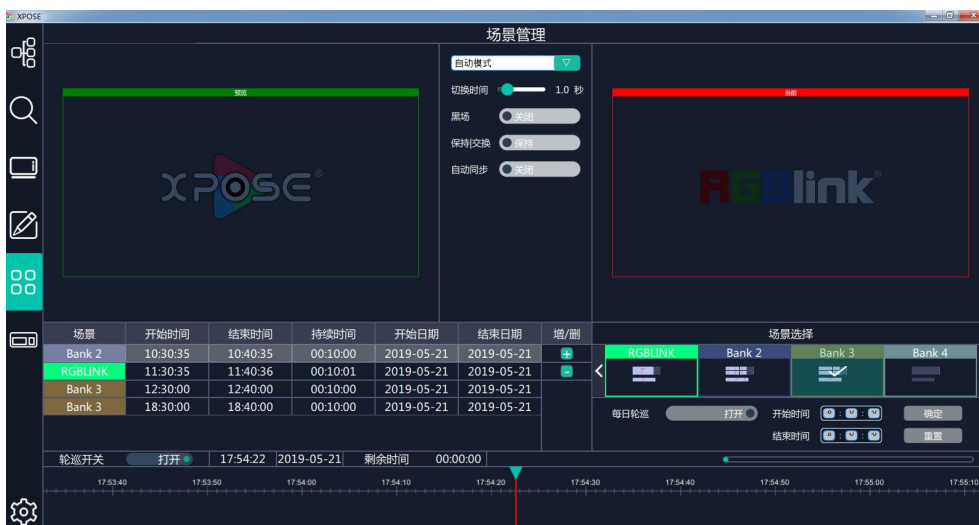 XPOSE
场景管理
自动模式
切换时间 1.0 秒
黑场 关闭
保持|交换 保持
自动同步 关闭
预览
XPOSE®
当前
RGBlink®
场景 开始时间 结束时间 持续时间 开始日期 结束日期 增/删
Bank 2 10:30:35 10:40:35 00:10:00 2019-05-21 2019-05-21 +
RGBLINK 11:30:35 11:40:36 00:10:01 2019-05-21 2019-05-21 -
Bank 3 12:30:00 12:40:00 00:10:00 2019-05-21 2019-05-21
Bank 3 18:30:00 18:40:00 00:10:00 2019-05-21 2019-05-21
场景选择
RGBLINK Bank 2 Bank 3 Bank 4
每日轮巡 打开 开始时间 0 : 0 : 0 确定
结束时间 0 : 0 : 0 重置
轮巡开关 打开 17:54:22 2019-05-21 剩余时间 00:00:00
17:53:40 17:53:50 17:54:00 17:54:10 17:54:20 17:54:30 17:54:40 17:54:50 17:55:00 17:55:10